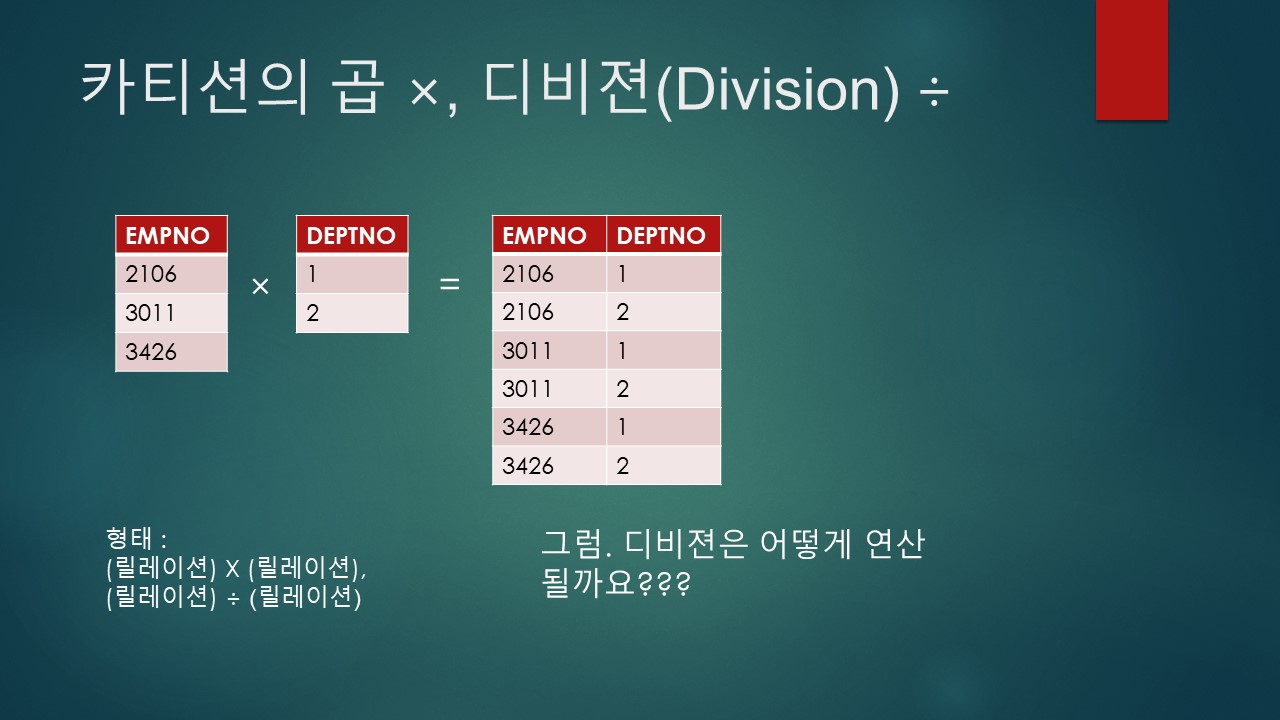 카티션의 곱 ×, 디비젼(Division) ÷
EMPNO
2106
3011
3426
×
DEPTNO
1
2
=
EMPNO DEPTNO
2106 1
2106 2
3011 1
3011 2
3426 1
3426 2
형태 :
(릴레이션) X (릴레이션),
(릴레이션) ÷ (릴레이션)
그럼. 디비젼은 어떻게 연산
될까요???